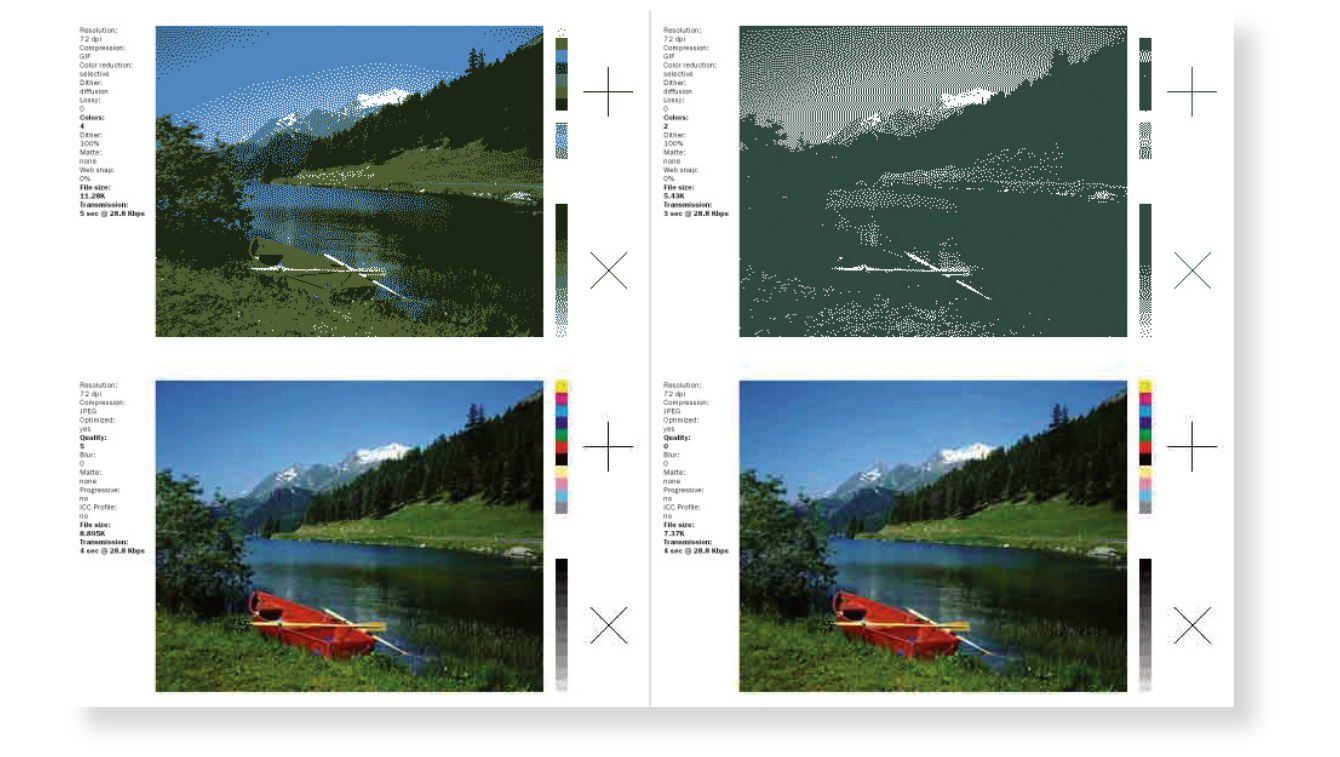 Resolution:
72 dpi
Compression:
GIF
Color reduction:
selective
Dither:
diffusion
Lossy:
0
Colors:
4
Dither:
100%
Matte:
none
Web snap:
0%
File size:
11.28K
Transmission:
5 sec @ 28.8 Kbps
Resolution:
72 dpi
Compression:
GIF
Color reduction:
selective
Dither:
diffusion
Lossy:
0
Colors:
2
Dither:
100%
Matte:
none
Web snap:
0%
File size:
5.43K
Transmission:
3 sec @ 28.8 Kbps
Resolution:
72 dpi
Compression:
JPEG
Optimized:
yes
Quality:
5
Blur:
0
Matte:
none
Progressive:
no
ICC Profile:
no
File size:
8.895K
Transmission:
4 sec @ 28.8 Kbps
Resolution:
72 dpi
Compression:
JPEG
Optimized:
yes
Quality:
0
Blur:
0
Matte:
none
Progressive:
no
ICC Profile:
no
File size:
7.37K
Transmission:
4 sec @ 28.8 Kbps